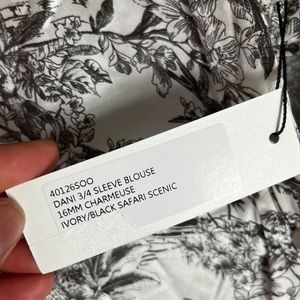 40126SOO
DANI 3/4 SLEEVE BLOUSE
16MM CHARMEUSE
IVORY/BLACK SAFARI SCENIC